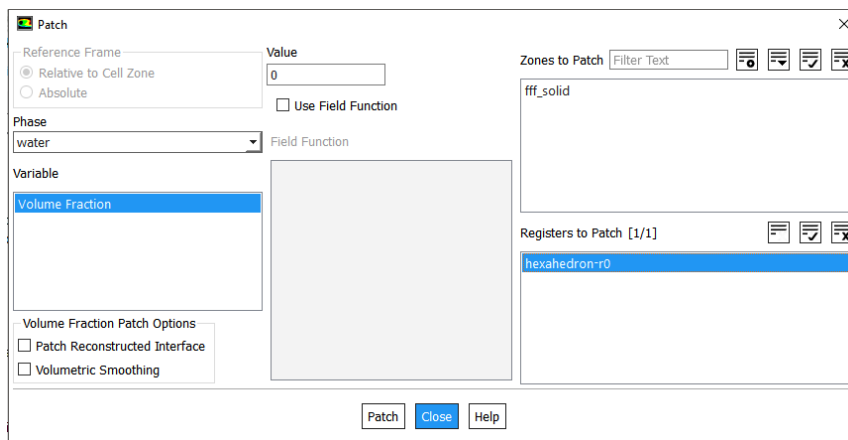 Patch
Reference Frame
Relative to Cell Zone
Absolute
Phase
water
Variable
Volume Fraction
Volume Fraction Patch Options
Patch Reconstructed Interface
Volumetric Smoothing
Value
0
Use Field Function
Field Function
Zones to Patch Filter Text
fff_solid
Registers to Patch [1/1]
hexahedron-r0
Patch Close Help